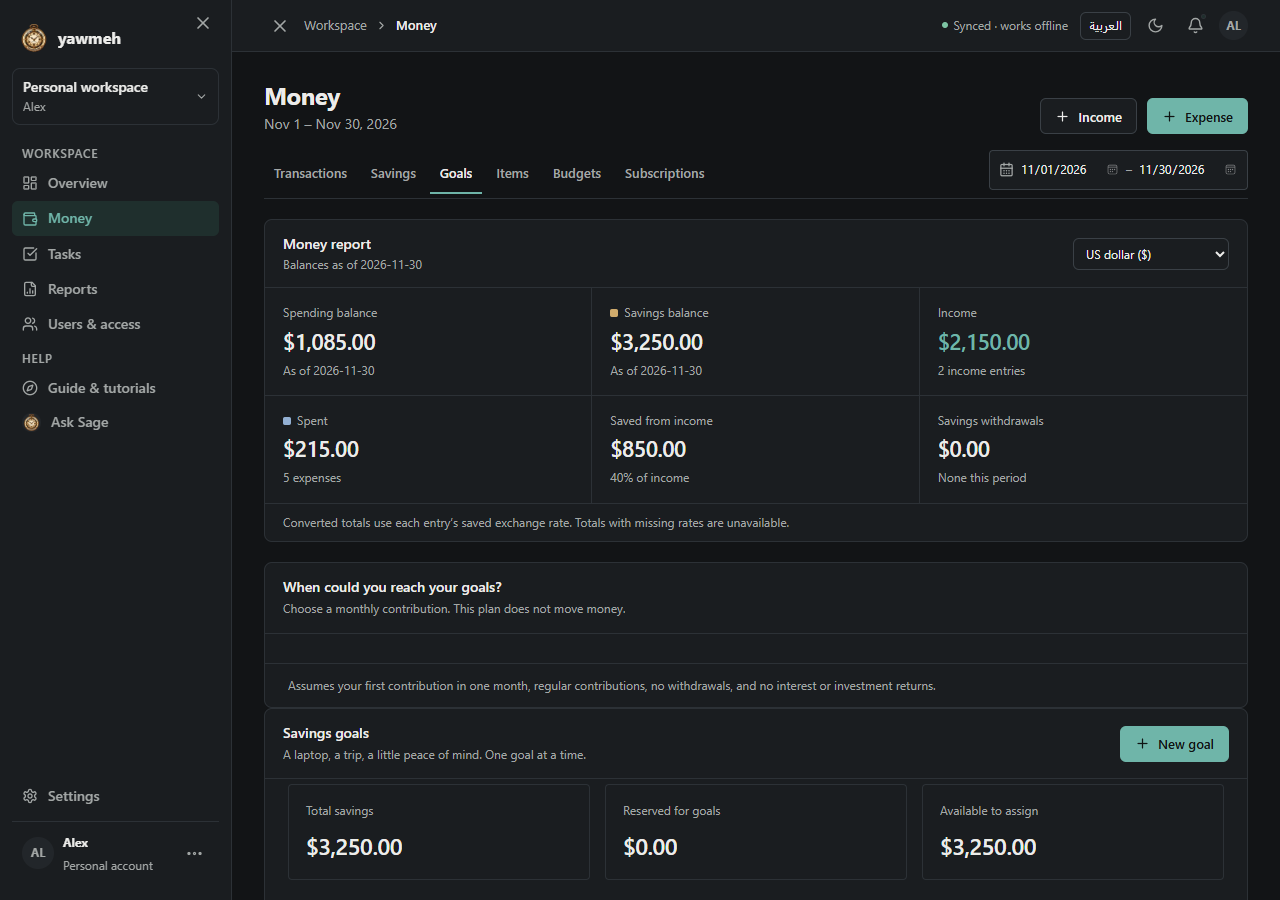 yawmeh
Personal workspace
Alex
WORKSPACE
Overview
Money
Tasks
Reports
Users & access
HELP
Guide & tutorials
Ask Sage
Settings
AL
Alex
Personal account
Workspace › Money
Synced · works offline
العربية
AL
Money
Nov 1 – Nov 30, 2026
+ Income
+ Expense
Transactions Savings Goals Items Budgets Subscriptions
11/01/2026 – 11/30/2026
Money report
Balances as of 2026-11-30
US dollar ($)
Spending balance
$1,085.00
As of 2026-11-30
Savings balance
$3,250.00
As of 2026-11-30
Income
$2,150.00
2 income entries
Spent
$215.00
5 expenses
Saved from income
$850.00
40% of income
Savings withdrawals
$0.00
None this period
Converted totals use each entry's saved exchange rate. Totals with missing rates are unavailable.
When could you reach your goals?
Choose a monthly contribution. This plan does not move money.
Assumes your first contribution in one month, regular contributions, no withdrawals, and no interest or investment returns.
Savings goals
A laptop, a trip, a little peace of mind. One goal at a time.
+ New goal
Total savings
$3,250.00
Reserved for goals
$0.00
Available to assign
$3,250.00